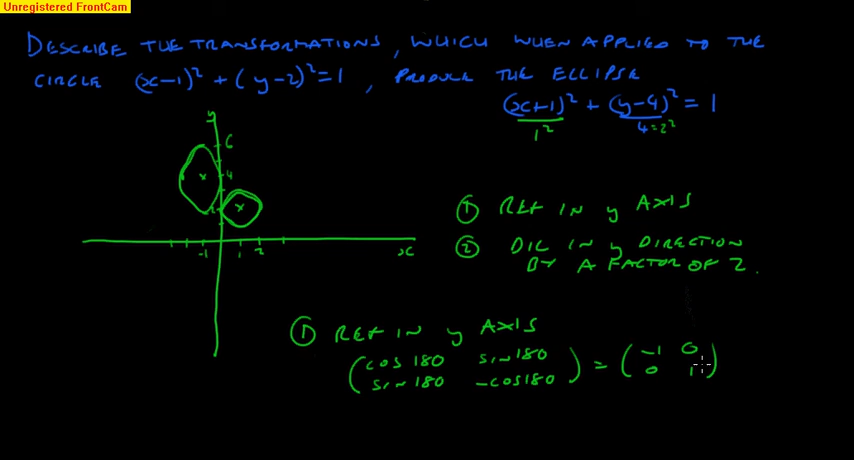 Unregistered FrontCam
DESCRIBE THE TRANSFORMATIONS, WHICH WHEN APPLIED TO THE
CIRCLE (x-1)² + (y-2)² = 1, PRODUCE THE ELLIPSE
(x+1)² + (y-4)² = 1
1² 4=2²
y
6
4
2
-1 1 2 x
① REF IN y AXIS
② DIL IN y DIRECTION
BY A FACTOR OF 2.
① REF IN y AXIS
(cos 180 sin 180
sin 180 -cos 180) = (-1 0
0 1)